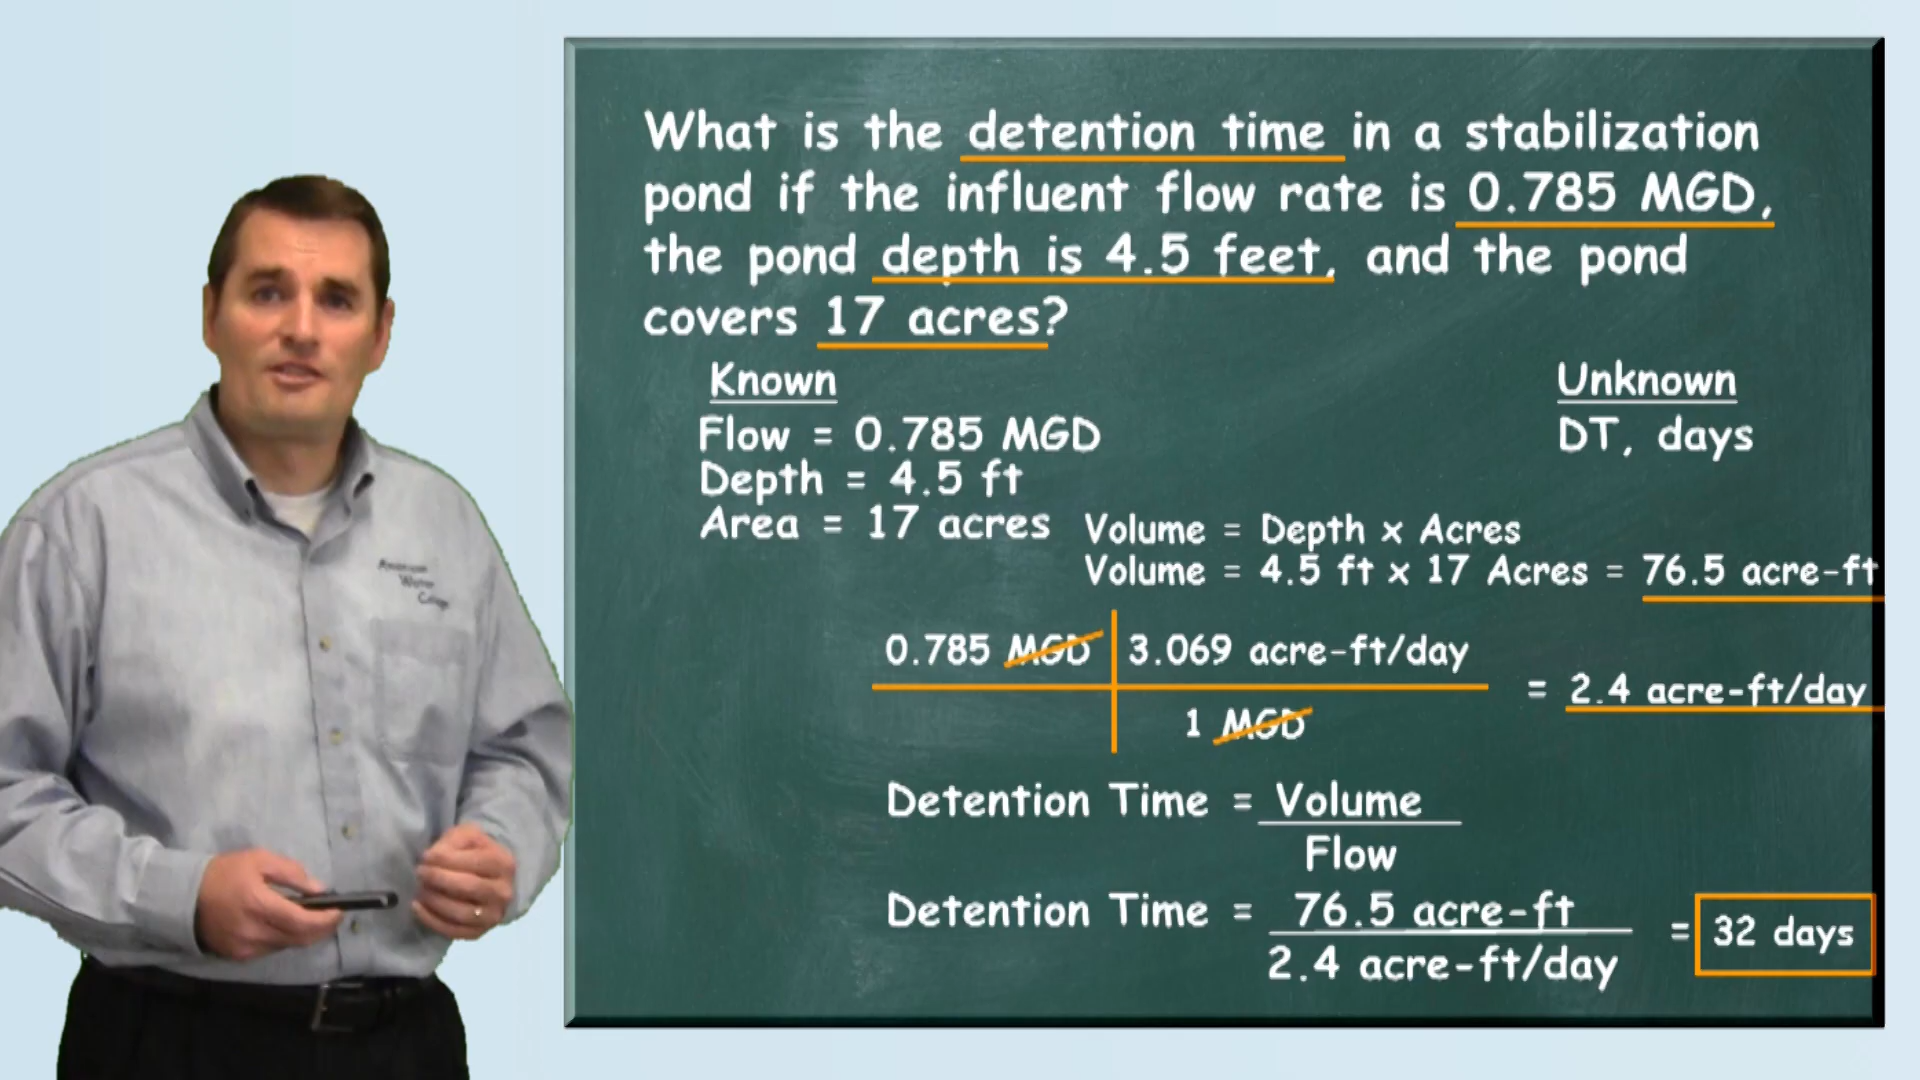 What is the detention time in a stabilization
pond if the influent flow rate is 0.785 MGD,
the pond depth is 4.5 feet, and the pond
covers 17 acres?
Known
Unknown
Flow = 0.785 MGD
DT, days
Depth = 4.5 ft
Area = 17 acres
Volume = Depth x Acres
Volume = 4.5 ft x 17 Acres = 76.5 acre-ft
0.785 MGD
3.069 acre-ft/day
1 MGD
= 2.4 acre-ft/day
Detention Time = Volume
Flow
Detention Time = 76.5 acre-ft
2.4 acre-ft/day
= 32 days
American
Water
College